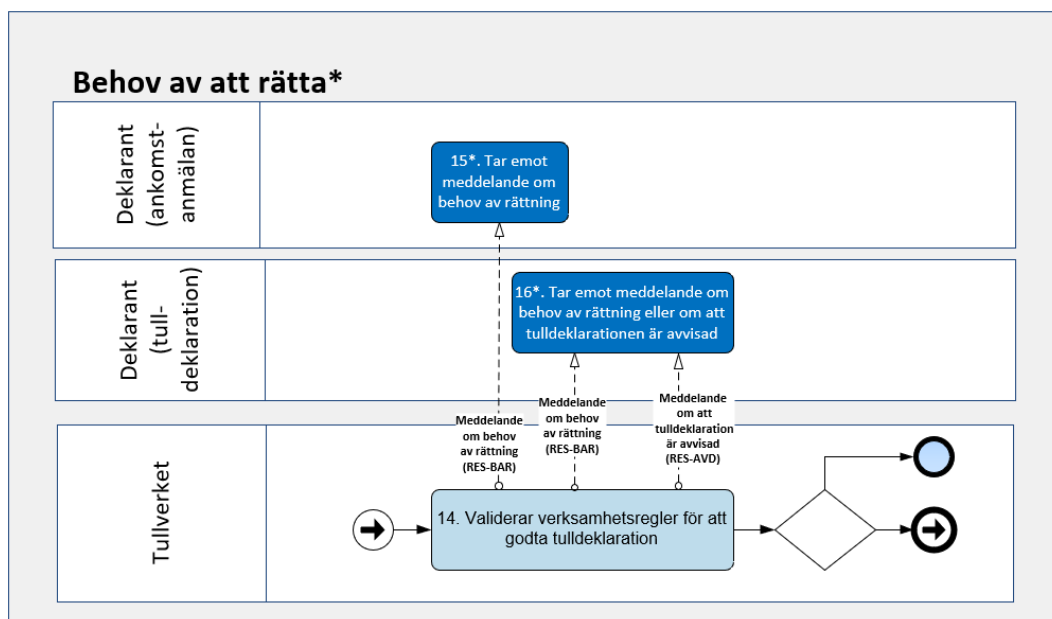 Behov av att rätta*
Deklarant
(ankomst-
anmälan)
15*. Tar emot
meddelande om
behov av rättning
Deklarant
(tull-
deklaration)
16*. Tar emot meddelande om
behov av rättning eller om att
tulldeklarationen är avvisad
Meddelande
om behov
av rättning
(RES-BAR)
Meddelande
om behov
av rättning
(RES-BAR)
Meddelande
om att
tulldeklaration
är avvisad
(RES-AVD)
Tullverket
14. Validerar verksamhetsregler för att
godta tulldeklaration